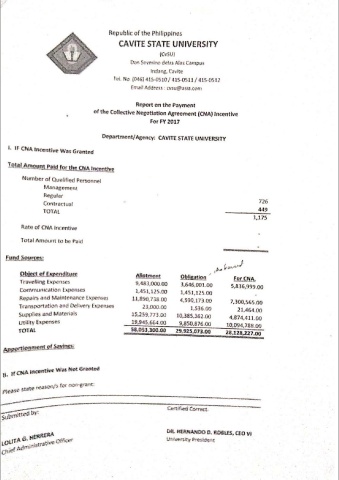 Republic of the Philippines
CAVITE STATE UNIVERSITY
(CvSU)
Don Severino delas Alas Campus
Indang, Cavite
Tel. No (046) 415-0010 / 415-0011 / 415-0012
Email Address :
Report on the Payment
of the Collective Negotiation Agreement (CNA) Incentive
For FY 2017
Department/Agency: CAVITE STATE UNIVERSITY
I. IF CNA Incentive Was Granted
Total Amount Paid for the CNA Incentive
Number of Qualified Personnel
Management
Regular 726
Contractual 449
TOTAL 1,175
Rate of CNA Incentive
Total Amount to be Paid
Fund Sources:
Object of Expenditure Allotment Obligation For CNA.
Travelling Expenses 9,483,000.00 3,646,001.00 5,836,999.00
Communication Expenses 1,451,125.00 1,451,125.00
Repairs and Maintenance Expenses 11,890,738.00 4,590,173.00 7,300,565.00
Transportation and Delivery Expenses 23,000.00 1,536.00 21,464.00
Supplies and Materials 15,259,773.00 10,385,362.00 4,874,411.00
Utility Expenses 19,945,664.00 9,850,876.00 10,094,788.00
TOTAL 58,053,300.00 29,925,073.00 28,128,227.00
Apportionment of Savings:
II. If CNA Incentive Was Not Granted
Please state reason/s for non-grant:
Submitted by: Certified Correct:
LOLITA G. HERRERA DR. HERNANDO D. ROBLES, CEO VI
Chief Administrative Officer University President